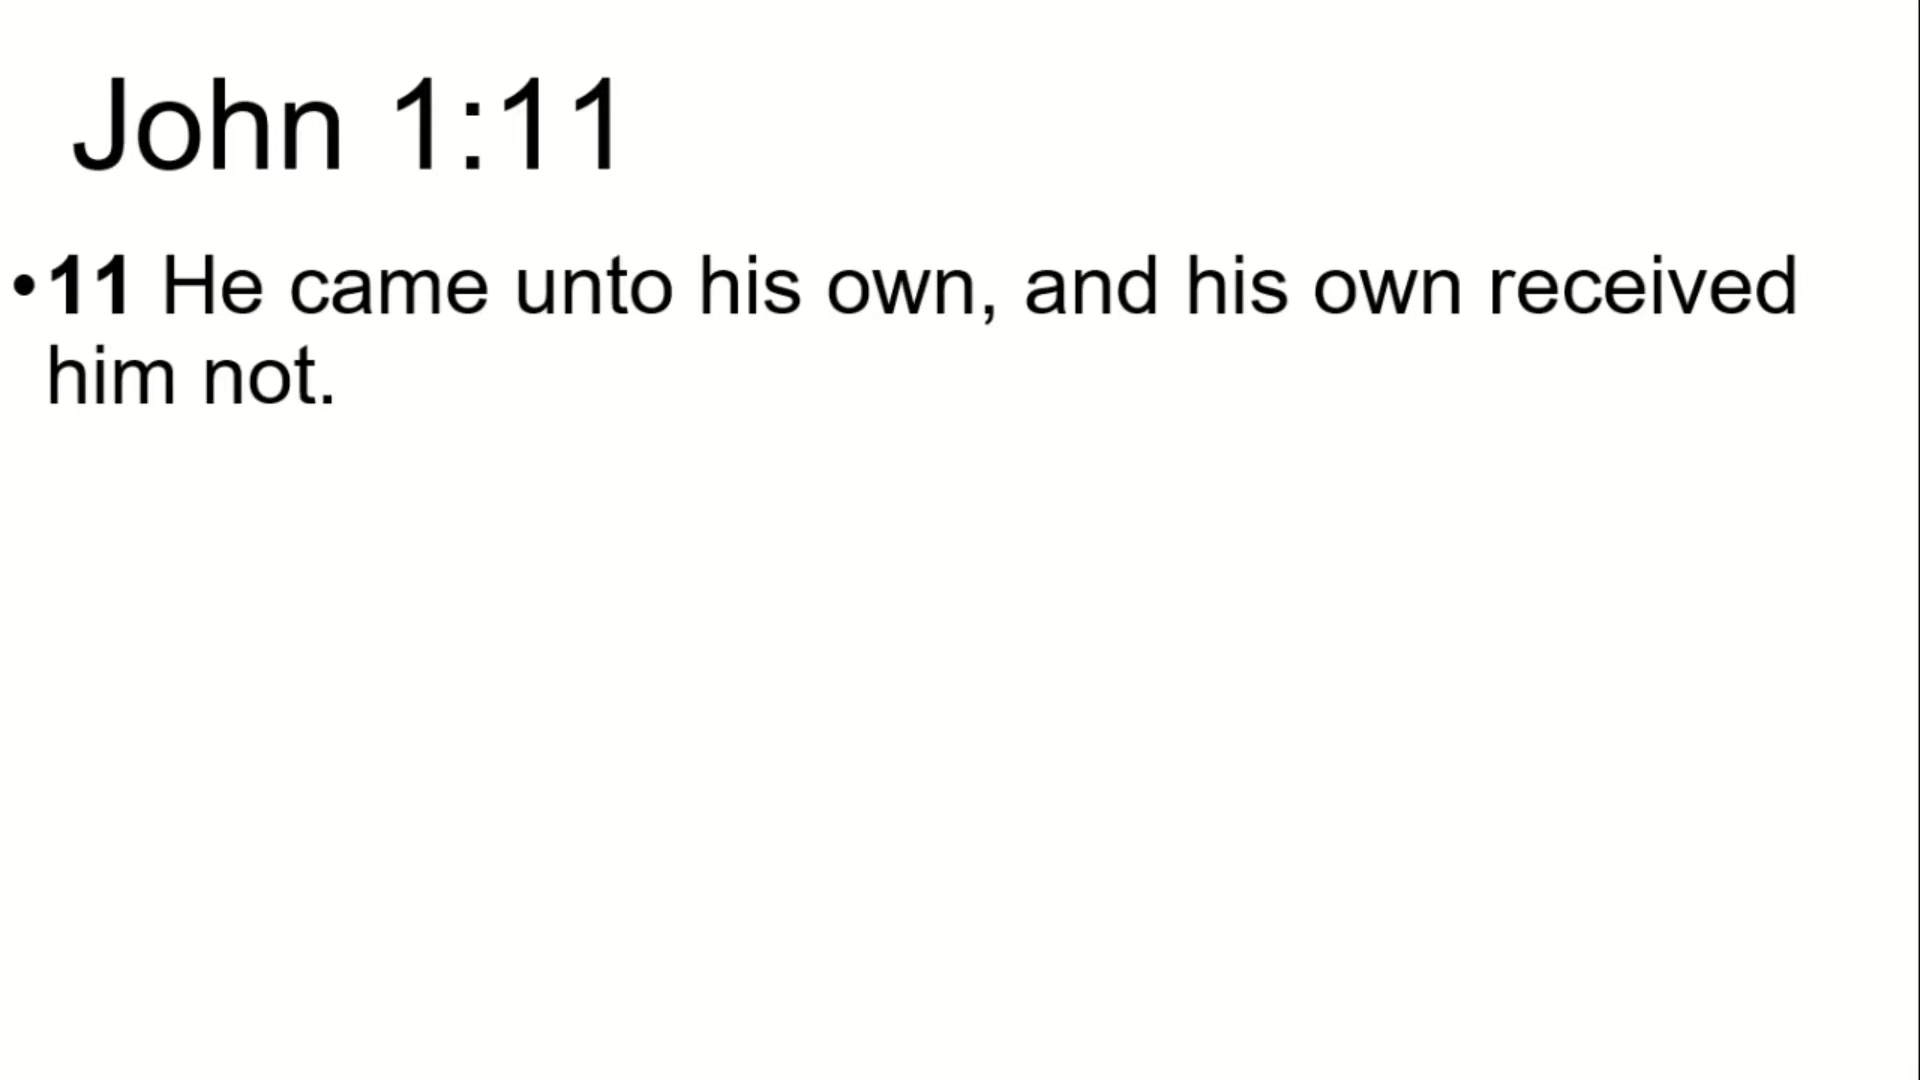 John 1:11
•11 He came unto his own, and his own received
him not.